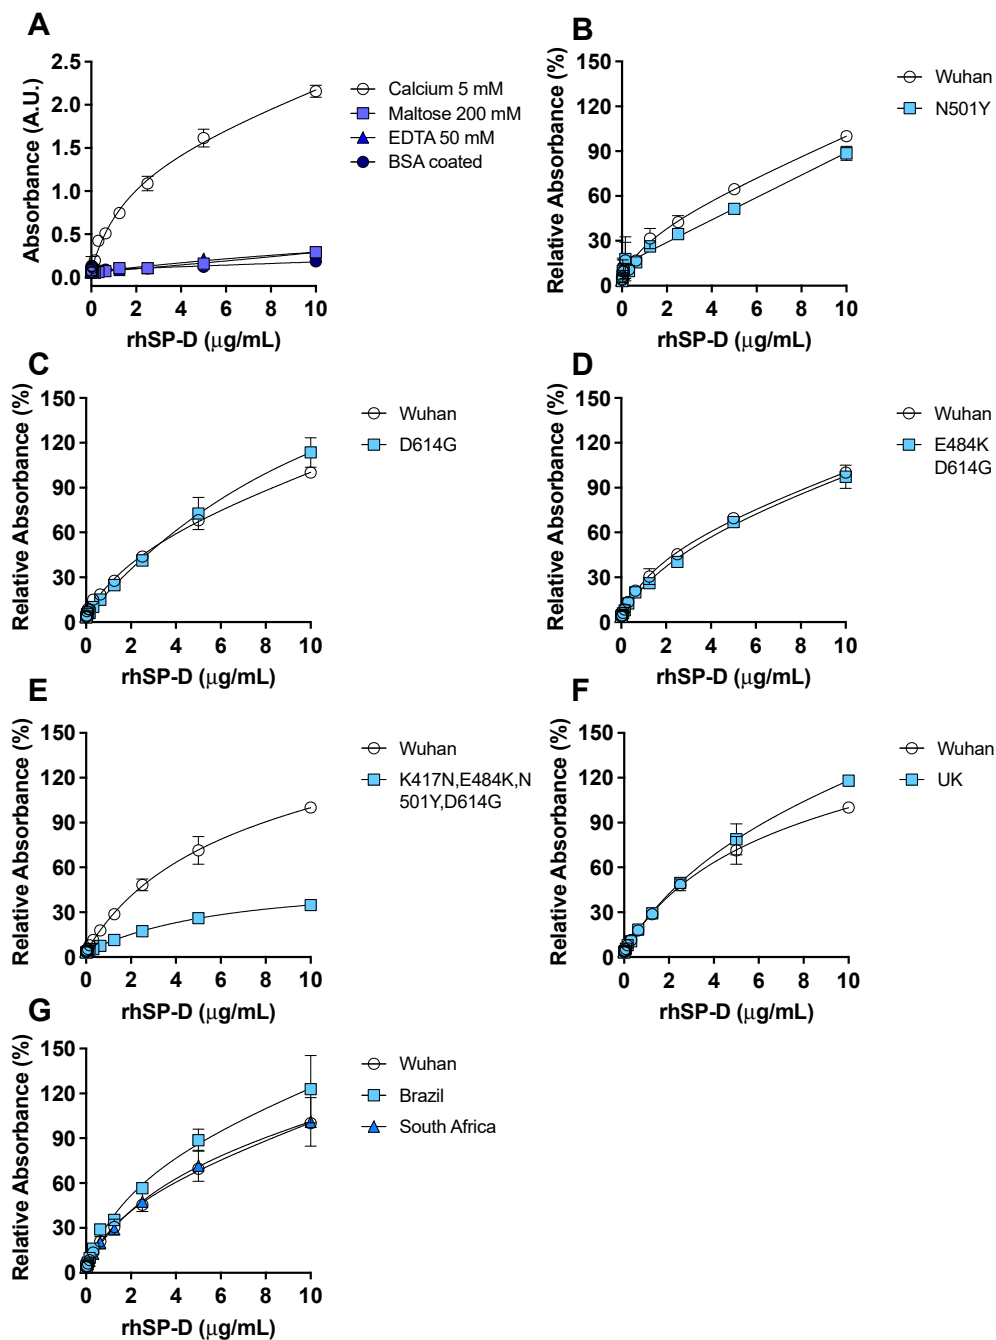 A
2.5
2.0
1.5
1.0
0.5
0.0
Absorbance (A.U.)
0 2 4 6 8 10
rhSP-D (μg/mL)
Calcium 5 mM
Maltose 200 mM
EDTA 50 mM
BSA coated
B
150
120
90
60
30
0
Relative Absorbance (%)
0 2 4 6 8 10
rhSP-D (μg/mL)
Wuhan
N501Y
C
150
120
90
60
30
0
Relative Absorbance (%)
0 2 4 6 8 10
rhSP-D (μg/mL)
Wuhan
D614G
D
150
120
90
60
30
0
Relative Absorbance (%)
0 2 4 6 8 10
rhSP-D (μg/mL)
Wuhan
E484K
D614G
E
150
120
90
60
30
0
Relative Absorbance (%)
0 2 4 6 8 10
rhSP-D (μg/mL)
Wuhan
K417N,E484K,N
501Y,D614G
F
150
120
90
60
30
0
Relative Absorbance (%)
0 2 4 6 8 10
rhSP-D (μg/mL)
Wuhan
UK
G
150
120
90
60
30
0
Relative Absorbance (%)
0 2 4 6 8 10
rhSP-D (μg/mL)
Wuhan
Brazil
South Africa